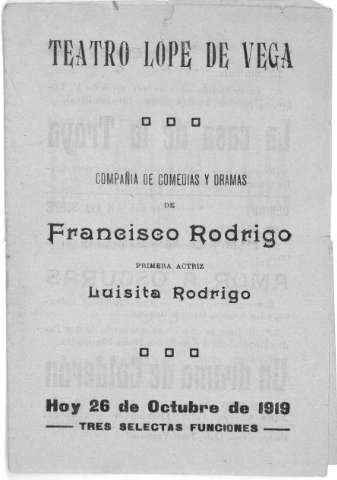 TEATRO LOPE DE VEGA
COMPAÑIA DE COMEDIAS Y DRAMAS
DE
Francisco Rodrigo
PRIMERA ACTRIZ
Luisita Rodrigo
Hoy 26 de Octubre de 1919
TRES SELECTAS FUNCIONES